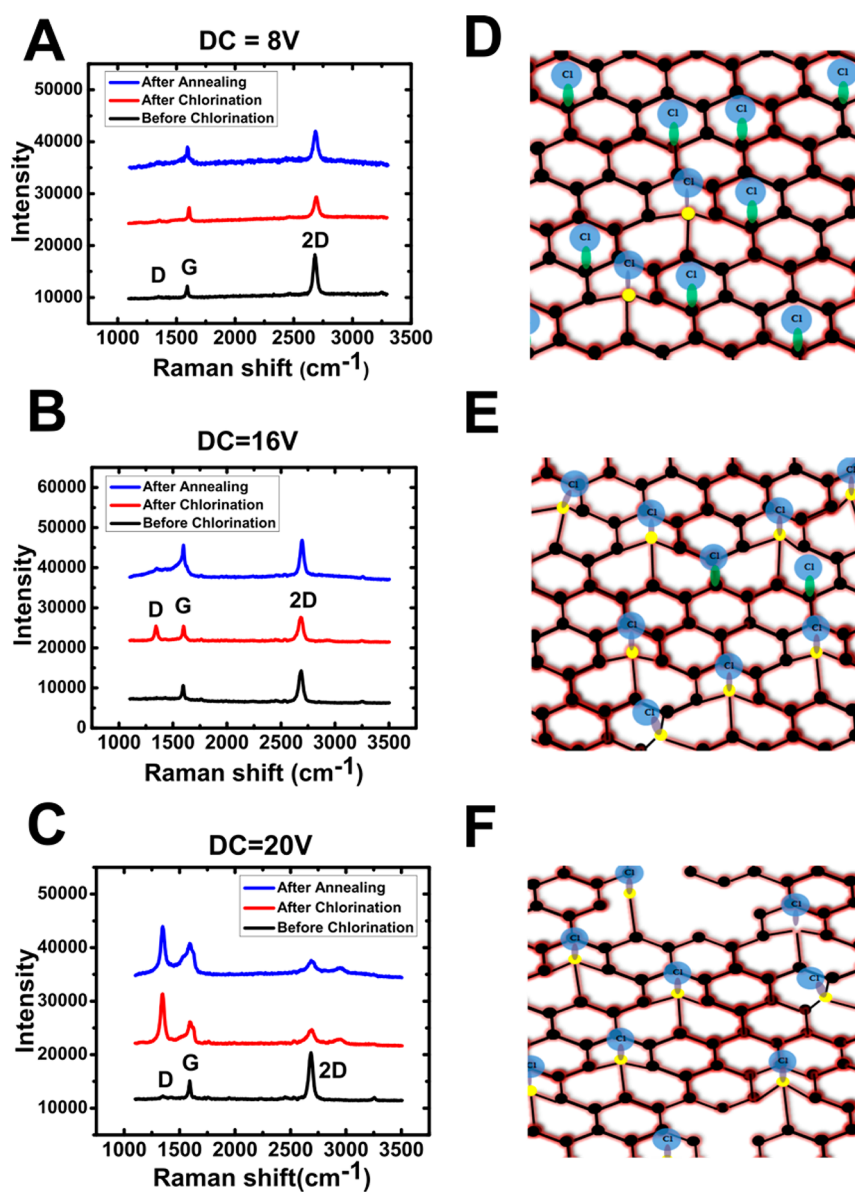 A
DC = 8V
After Annealing
After Chlorination
Before Chlorination
50000
40000
30000
20000
10000
Intensity
D
G
2D
1000 1500 2000 2500 3000 3500
Raman shift (cm-1)
D
Cl
Cl
Cl
Cl
Cl
Cl
Cl
Cl
Cl
Cl
B
DC=16V
After Annealing
After Chlorination
Before Chlorination
60000
50000
40000
30000
20000
10000
0
Intensity
D
G
2D
1000 1500 2000 2500 3000 3500
Raman shift (cm-1)
E
Cl
Cl
Cl
Cl
Cl
Cl
Cl
Cl
Cl
Cl
C
DC=20V
After Annealing
After Chlorination
Before Chlorination
50000
40000
30000
20000
10000
Intensity
D
G
2D
1000 1500 2000 2500 3000 3500
Raman shift(cm-1)
F
Cl
Cl
Cl
Cl
Cl
Cl
Cl
Cl
Cl